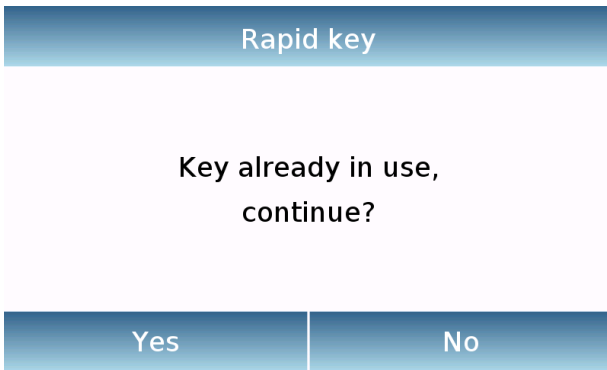 Rapid key
Key already in use,
continue?
Yes No